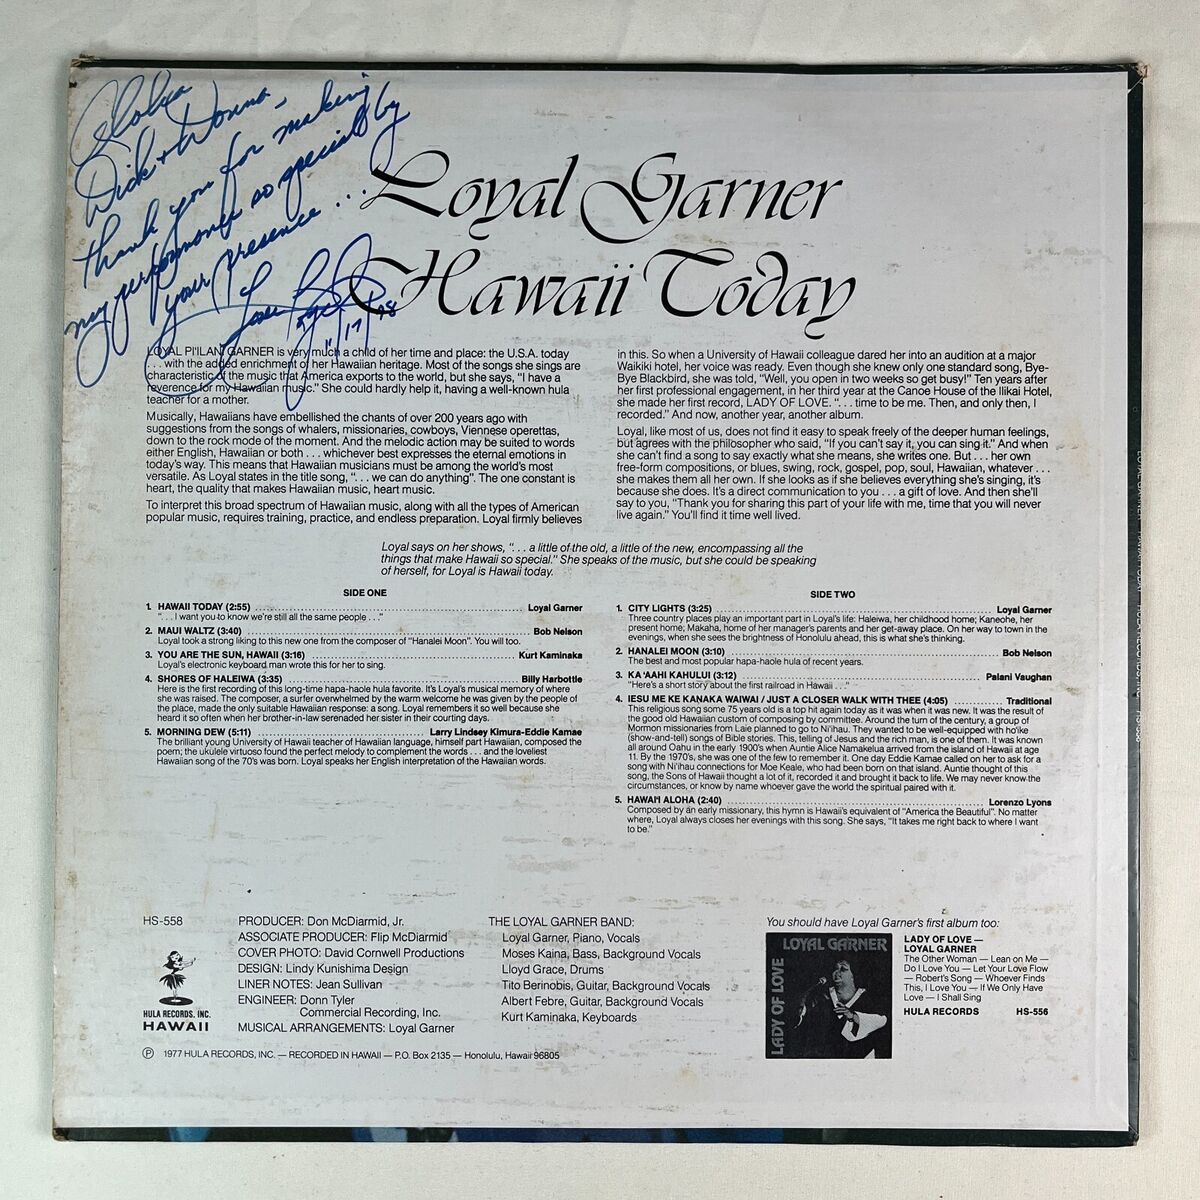 Aloha
Dick + Donna,
thank you for making
my performance so special by
your presence ...
Love,
Loyal
11/17/78
Loyal Garner
Hawaii Today
LOYAL PI'ILANI GARNER is very much a child of her time and place: the U.S.A. today
. . . with the added enrichment of her Hawaiian heritage. Most of the songs she sings are
characteristic of the music that America exports to the world, but she says, "I have a
reverence for my Hawaiian music." She could hardly help it, having a well-known hula
teacher for a mother.
Musically, Hawaiians have embellished the chants of over 200 years ago with
suggestions from the songs of whalers, missionaries, cowboys, Viennese operettas,
down to the rock mode of the moment. And the melodic action may be suited to words
either English, Hawaiian or both . . . whichever best expresses the eternal emotions in
today's way. This means that Hawaiian musicians must be among the world's most
versatile. As Loyal states in the title song, ". . . we can do anything". The one constant is
heart, the quality that makes Hawaiian music, heart music.
To interpret this broad spectrum of Hawaiian music, along with all the types of American
popular music, requires training, practice, and endless preparation. Loyal firmly believes
in this. So when a University of Hawaii colleague dared her into an audition at a major
Waikiki hotel, her voice was ready. Even though she knew only one standard song, Bye-
Bye Blackbird, she was told, "Well, you open in two weeks so get busy!" Ten years after
her first professional engagement, in her third year at the Canoe House of the Ilikai Hotel,
she made her first record, LADY OF LOVE. ". . . time to be me. Then, and only then, I
recorded." And now, another year, another album.
Loyal, like most of us, does not find it easy to speak freely of the deeper human feelings,
but agrees with the philosopher who said, "If you can't say it, you can sing it." And when
she can't find a song to say exactly what she means, she writes one. But . . . her own
free-form compositions, or blues, swing, rock, gospel, pop, soul, Hawaiian, whatever . . .
she makes them all her own. If she looks as if she believes everything she's singing, it's
because she does. It's a direct communication to you . . . a gift of love. And then she'll
say to you, "Thank you for sharing this part of your life with me, time that you will never
live again." You'll find it time well lived.
Loyal says on her shows, ". . . a little of the old, a little of the new, encompassing all the
things that make Hawaii so special." She speaks of the music, but she could be speaking
of herself, for Loyal is Hawaii today.
SIDE ONE
1. HAWAII TODAY (2:55) Loyal Garner
". . . I want you to know we're still all the same people . . ."
2. MAUI WALTZ (3:40) Bob Nelson
Loyal took a strong liking to this new one from the composer of "Hanalei Moon". You will too.
3. YOU ARE THE SUN, HAWAII (3:16) Kurt Kaminaka
Loyal's electronic keyboard man wrote this for her to sing.
4. SHORES OF HALEIWA (3:35) Billy Harbottle
Here is the first recording of this long-time hapa-haole hula favorite. It's Loyal's musical memory of where
she was raised. The composer, a surfer overwhelmed by the warm welcome he was given by the people of
the place, made the only suitable Hawaiian response: a song. Loyal remembers it so well because she
heard it so often when her brother-in-law serenaded her sister in their courting days.
5. MORNING DEW (5:11) Larry Lindsey Kimura-Eddie Kamae
The brilliant young University of Hawaii teacher of Hawaiian language, himself part Hawaiian, composed the
poem; the ukulele virtuoso found the perfect melody to complement the words . . . and the loveliest
Hawaiian song of the 70's was born. Loyal speaks her English interpretation of the Hawaiian words.
SIDE TWO
1. CITY LIGHTS (3:25) Loyal Garner
Three country places play an important part in Loyal's life: Haleiwa, her childhood home; Kaneohe, her
present home; Makaha, home of her manager's parents and her get-away place. On her way to town in the
evenings, when she sees the brightness of Honolulu ahead, this is what she's thinking.
2. HANALEI MOON (3:10) Bob Nelson
The best and most popular hapa-haole hula of recent years.
3. KA 'AAHI KAHULUI (3:12) Palani Vaughan
"Here's a short story about the first railroad in Hawaii . . ."
4. IESU ME KE KANAKA WAIWAI / JUST A CLOSER WALK WITH THEE (4:05) Traditional
This religious song some 75 years old is a top hit again today as it was when it was new. It was the result of
the good old Hawaiian custom of composing by committee. Around the turn of the century, a group of
Mormon missionaries from Laie planned to go to Ni'ihau. They wanted to be well-equipped with ho'ike
(show-and-tell) songs of Bible stories. This, telling of Jesus and the rich man, is one of them. It was known
all around Oahu in the early 1900's when Auntie Alice Namakelua arrived from the island of Hawaii at age
11. By the 1970's, she was one of the few to remember it. One day Eddie Kamae called on her to ask for a
song with Ni'ihau connections for Moe Keale, who had been born on that island. Auntie thought of this
song, the Sons of Hawaii thought a lot of it, recorded it and brought it back to life. We may never know the
circumstances, or know by name whoever gave the world the spiritual paired with it.
5. HAWAI'I ALOHA (2:40) Lorenzo Lyons
Composed by an early missionary, this hymn is Hawaii's equivalent of "America the Beautiful". No matter
where, Loyal always closes her evenings with this song. She says, "It takes me right back to where I want
to be."
HS-558
HULA RECORDS, INC.
HAWAII
PRODUCER: Don McDiarmid, Jr.
ASSOCIATE PRODUCER: Flip McDiarmid
COVER PHOTO: David Cornwell Productions
DESIGN: Lindy Kunishima Design
LINER NOTES: Jean Sullivan
ENGINEER: Donn Tyler
Commercial Recording, Inc.
MUSICAL ARRANGEMENTS: Loyal Garner
THE LOYAL GARNER BAND:
Loyal Garner, Piano, Vocals
Moses Kaina, Bass, Background Vocals
Lloyd Grace, Drums
Tito Berinobis, Guitar, Background Vocals
Albert Febre, Guitar, Background Vocals
Kurt Kaminaka, Keyboards
You should have Loyal Garner's first album too:
LOYAL GARNER
LADY OF LOVE
LADY OF LOVE —
LOYAL GARNER
The Other Woman — Lean on Me —
Do I Love You — Let Your Love Flow
— Robert's Song — Whoever Finds
This, I Love You — If We Only Have
Love — I Shall Sing
HULA RECORDS HS-556
Ⓟ 1977 HULA RECORDS, INC. — RECORDED IN HAWAII — P.O. Box 2135 — Honolulu, Hawaii 96805